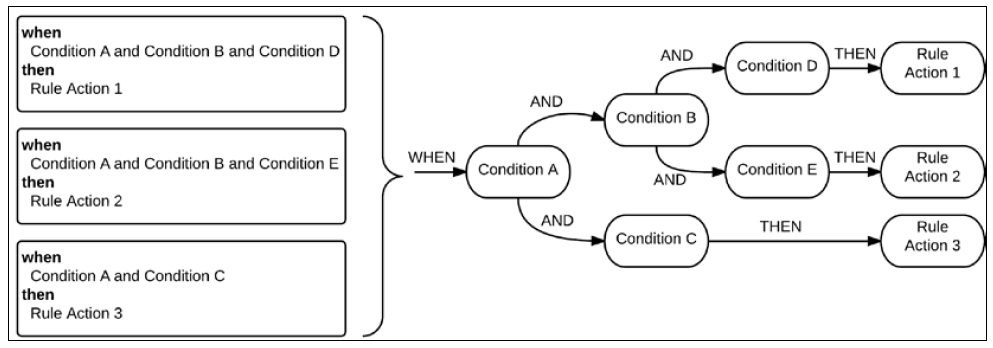 when
Condition A and Condition B and Condition D
then
Rule Action 1
when
Condition A and Condition B and Condition E
then
Rule Action 2
when
Condition A and Condition C
then
Rule Action 3
WHEN
Condition A
AND
Condition B
AND
Condition D
THEN
Rule
Action 1
AND
Condition E
THEN
Rule
Action 2
AND
Condition C
THEN
Rule
Action 3